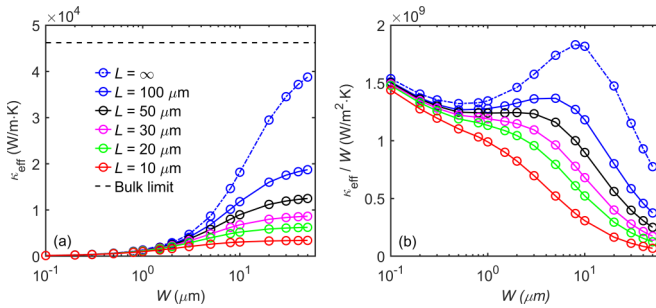 × 10⁴
5
4
3
2
1
0
κeff (W/m·K)
L = ∞
L = 100 μm
L = 50 μm
L = 30 μm
L = 20 μm
L = 10 μm
Bulk limit
(a)
10⁻¹ 10⁰ 10¹
W (μm)
× 10⁹
2
1.5
1
0.5
0
κeff / W (W/m²·K)
(b)
10⁻¹ 10⁰ 10¹
W (μm)